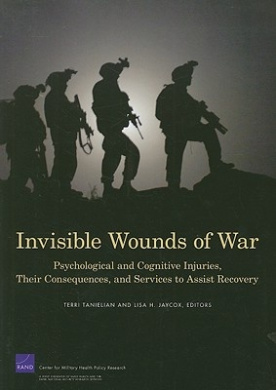 Invisible Wounds of War
Psychological and Cognitive Injuries,
Their Consequences, and Services to Assist Recovery
TERRI TANIELIAN AND LISA H. JAYCOX, EDITORS
RAND
Center for Military Health Policy Research